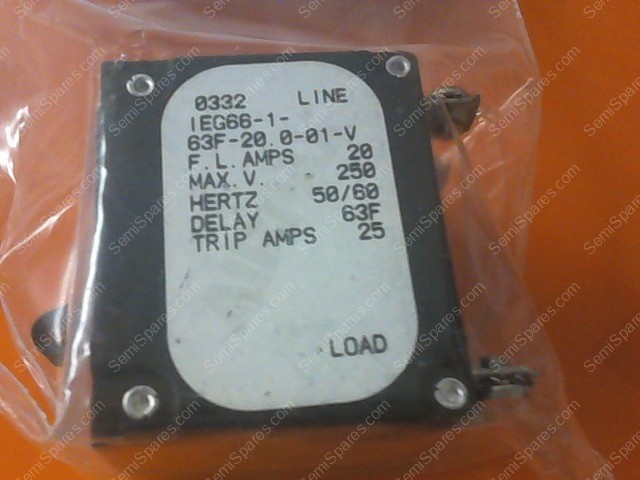 0332 LINE
IEG66-1-
63F-20.0-01-V
F.L.AMPS 20
MAX.V. 250
HERTZ 50/60
DELAY 63F
TRIP AMPS 25
LOAD
SemiSpares.com